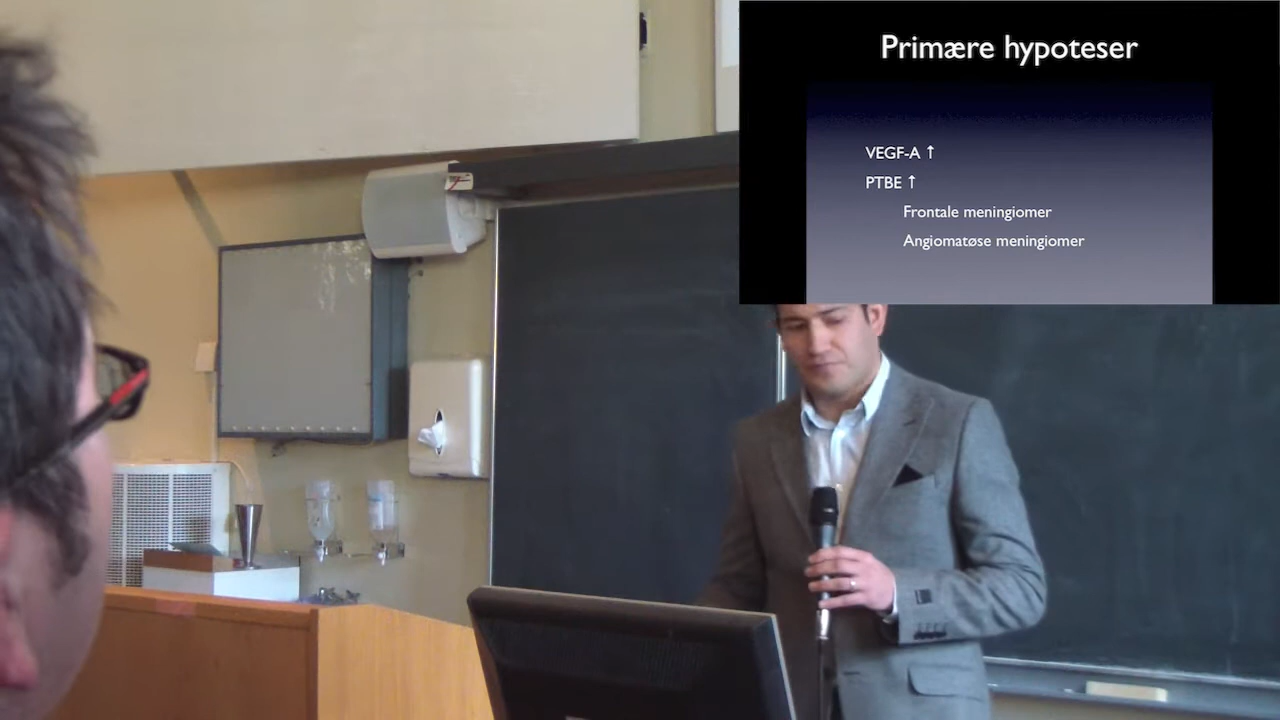 Primære hypoteser
VEGF-A ↑
PTBE ↑
Frontale meningiomer
Angiomatøse meningiomer